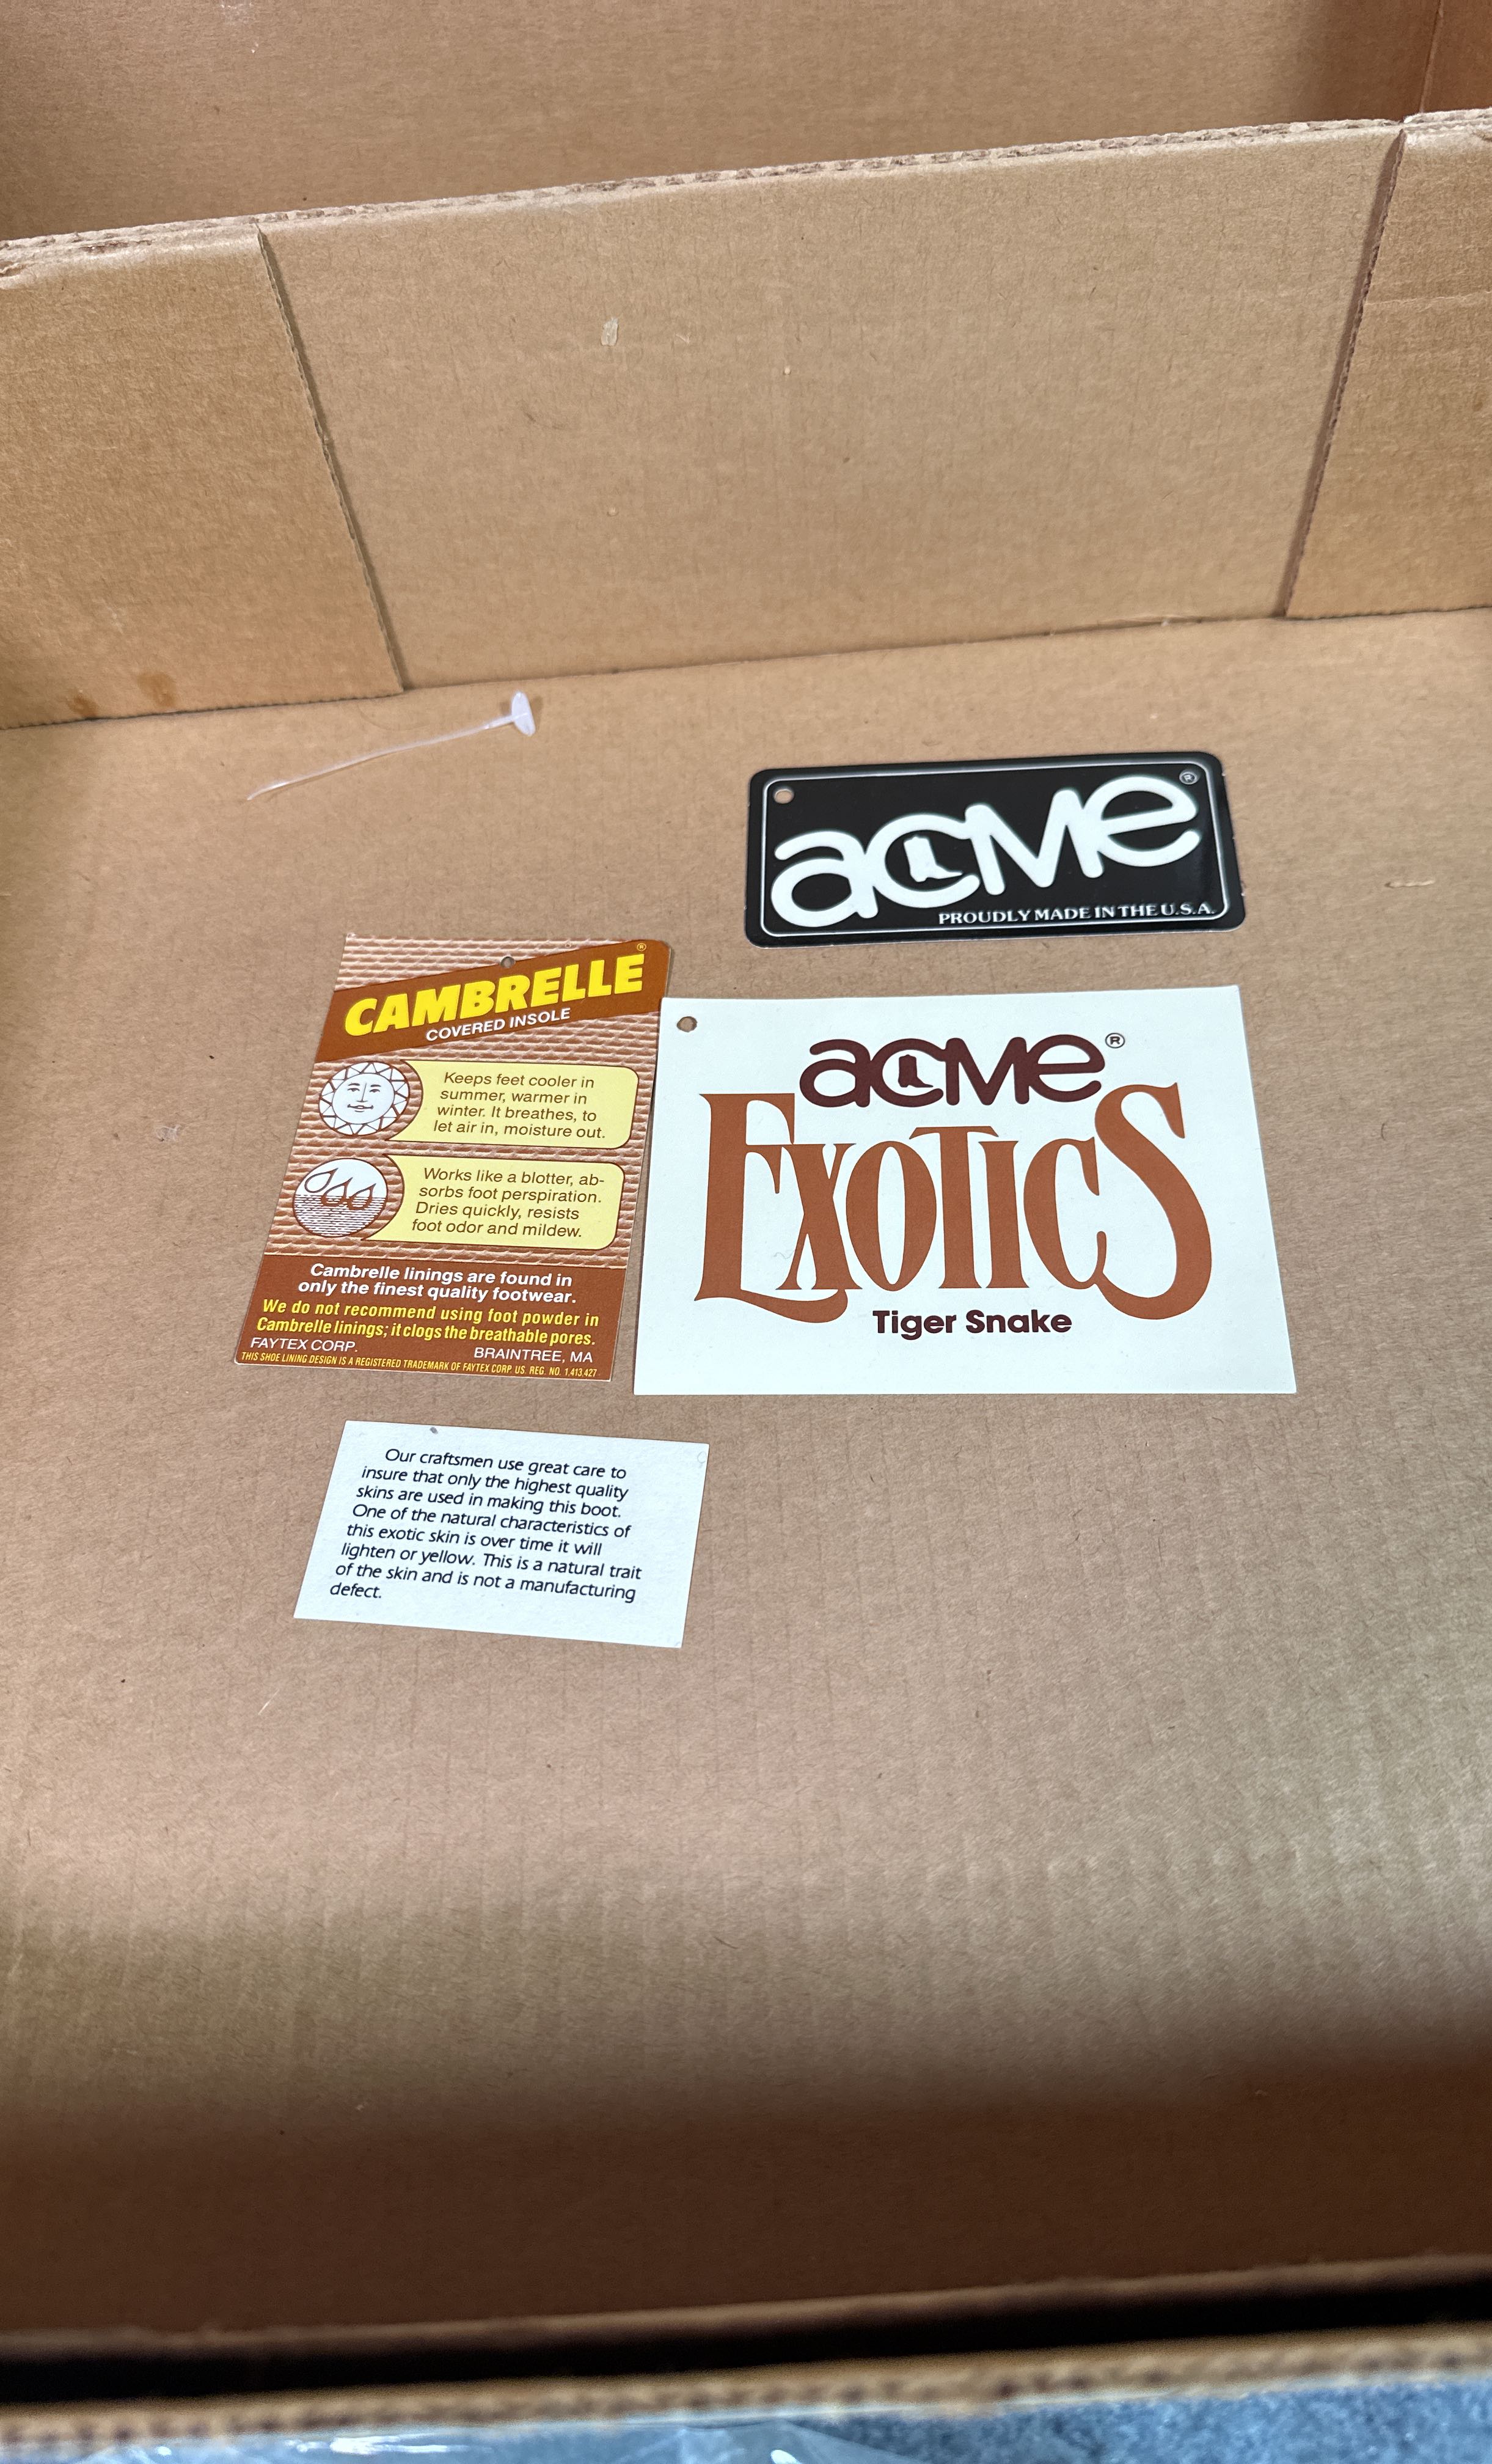 acme®
PROUDLY MADE IN THE U.S.A.
CAMBRELLE®
COVERED INSOLE
Keeps feet cooler in
summer, warmer in
winter. It breathes, to
let air in, moisture out.
Works like a blotter, ab-
sorbs foot perspiration.
Dries quickly, resists
foot odor and mildew.
Cambrelle linings are found in
only the finest quality footwear.
We do not recommend using foot powder in
Cambrelle linings; it clogs the breathable pores.
FAYTEX CORP. BRAINTREE, MA
THIS SHOE LINING DESIGN IS A REGISTERED TRADEMARK OF FAYTEX CORP. US. REG. NO. 1,413,427
acme®
EXOTICS
Tiger Snake
Our craftsmen use great care to
insure that only the highest quality
skins are used in making this boot.
One of the natural characteristics of
this exotic skin is over time it will
lighten or yellow. This is a natural trait
of the skin and is not a manufacturing
defect.